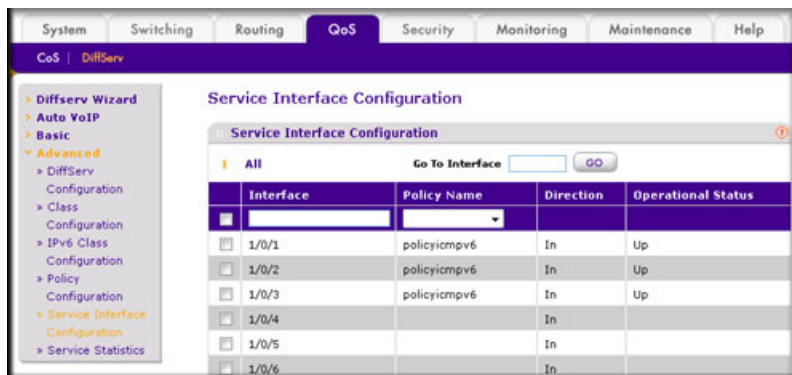 System Switching Routing QoS Security Monitoring Maintenance Help
CoS | DiffServ
Diffserv Wizard
Auto VoIP
Basic
Advanced
» DiffServ
Configuration
» Class
Configuration
» IPv6 Class
Configuration
» Policy
Configuration
» Service Interface
Configuration
» Service Statistics
Service Interface Configuration
Service Interface Configuration
1 All Go To Interface GO
Interface Policy Name Direction Operational Status
1/0/1 policyicmpv6 In Up
1/0/2 policyicmpv6 In Up
1/0/3 policyicmpv6 In Up
1/0/4 In
1/0/5 In
1/0/6 In